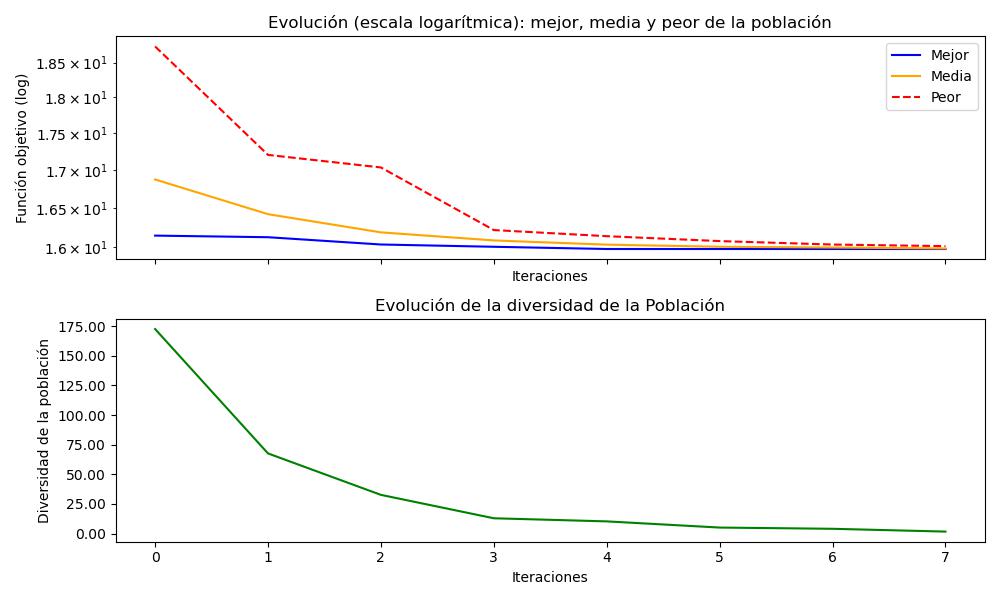 Evolución (escala logarítmica): mejor, media y peor de la población
Función objetivo (log)
1.85 × 10¹
1.8 × 10¹
1.75 × 10¹
1.7 × 10¹
1.65 × 10¹
1.6 × 10¹
Mejor
Media
Peor
Iteraciones
Evolución de la diversidad de la Población
Diversidad de la población
175.00
150.00
125.00
100.00
75.00
50.00
25.00
0.00
0 1 2 3 4 5 6 7
Iteraciones